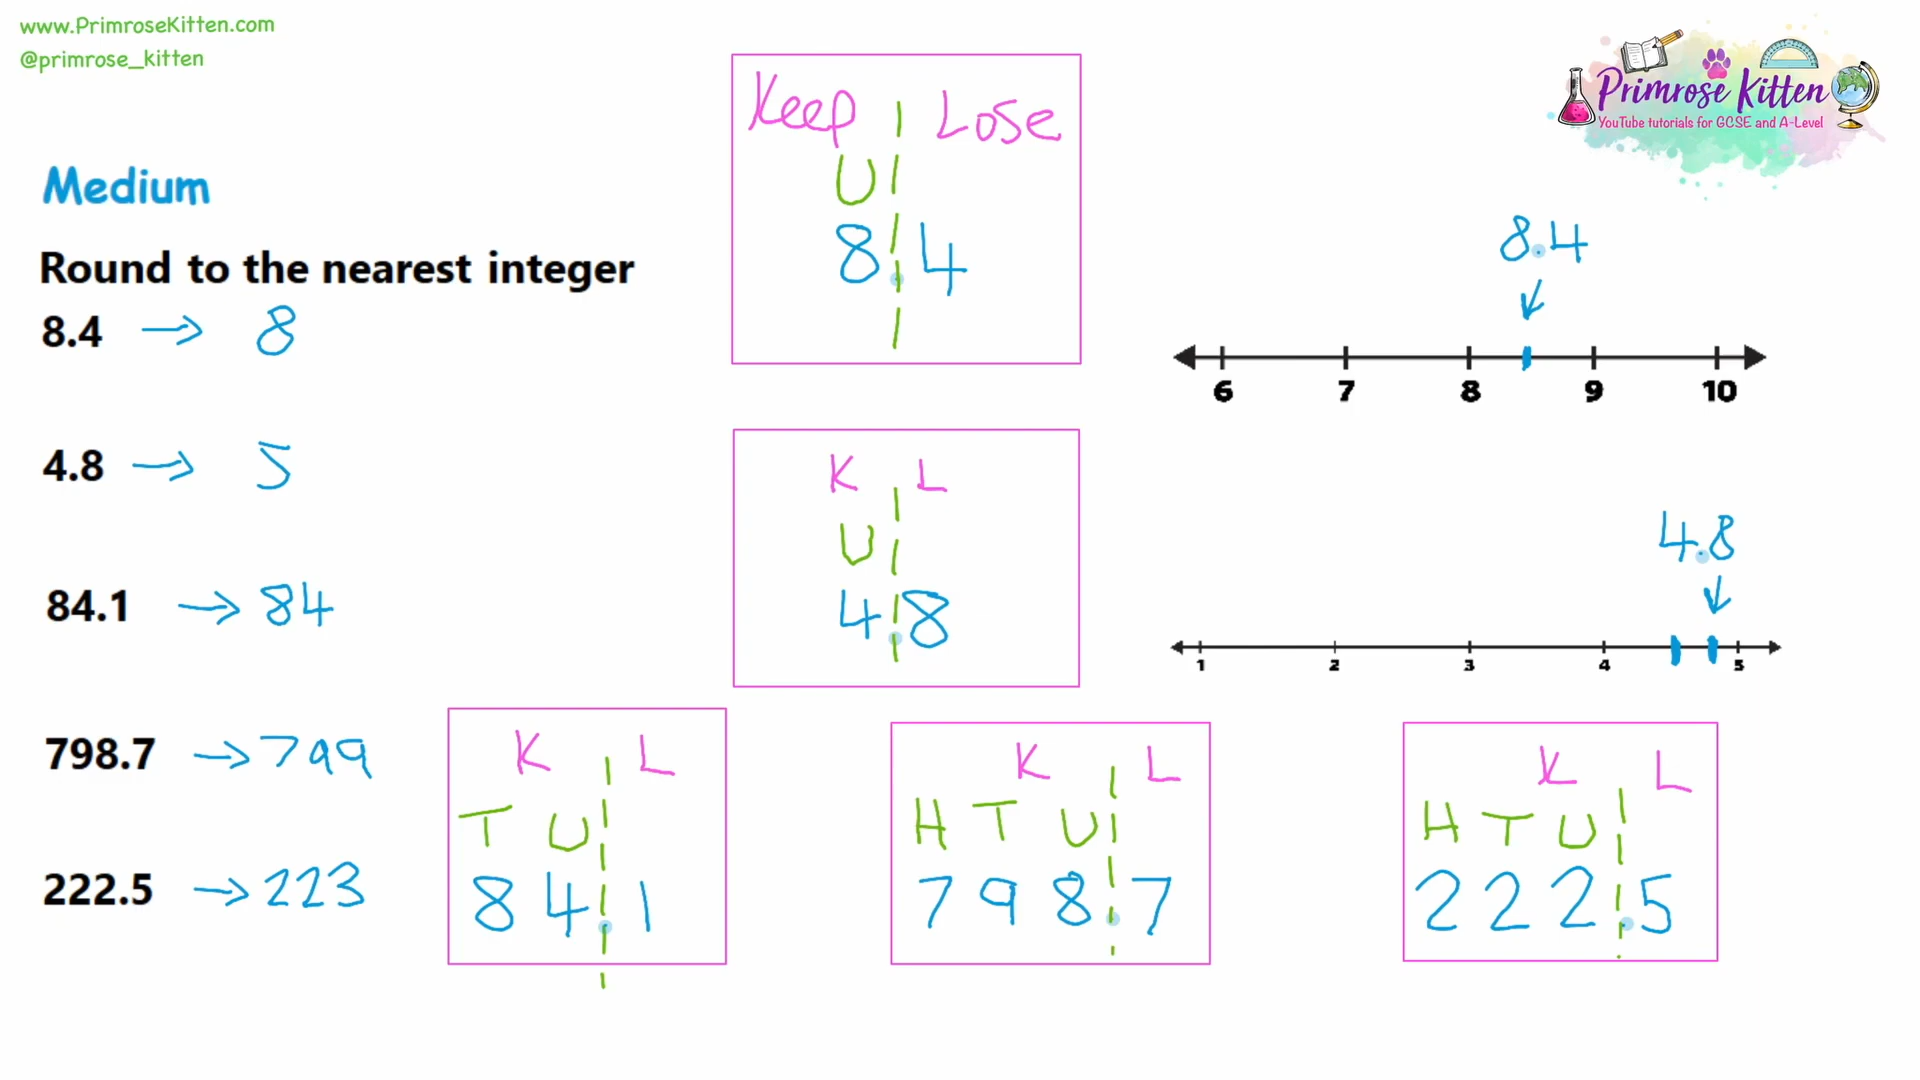 www.PrimroseKitten.com
@primrose_kitten
Primrose Kitten
YouTube tutorials for GCSE and A-Level
Medium
Round to the nearest integer
8.4 → 8
4.8 → 5
84.1 → 84
798.7 → 799
222.5 → 223
Keep Lose
U
8.4
8.4
6 7 8 9 10
K L
U
4.8
4.8
1 2 3 4 5
K L
T U
84.1
K L
H T U
798.7
K L
H T U
222.5